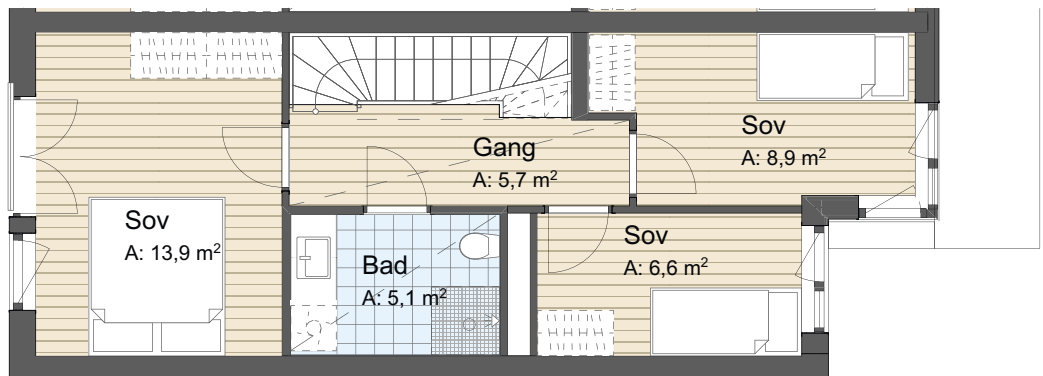 Sov
A: 13,9 m²
Gang
A: 5,7 m²
Sov
A: 8,9 m²
Bad
A: 5,1 m²
Sov
A: 6,6 m²